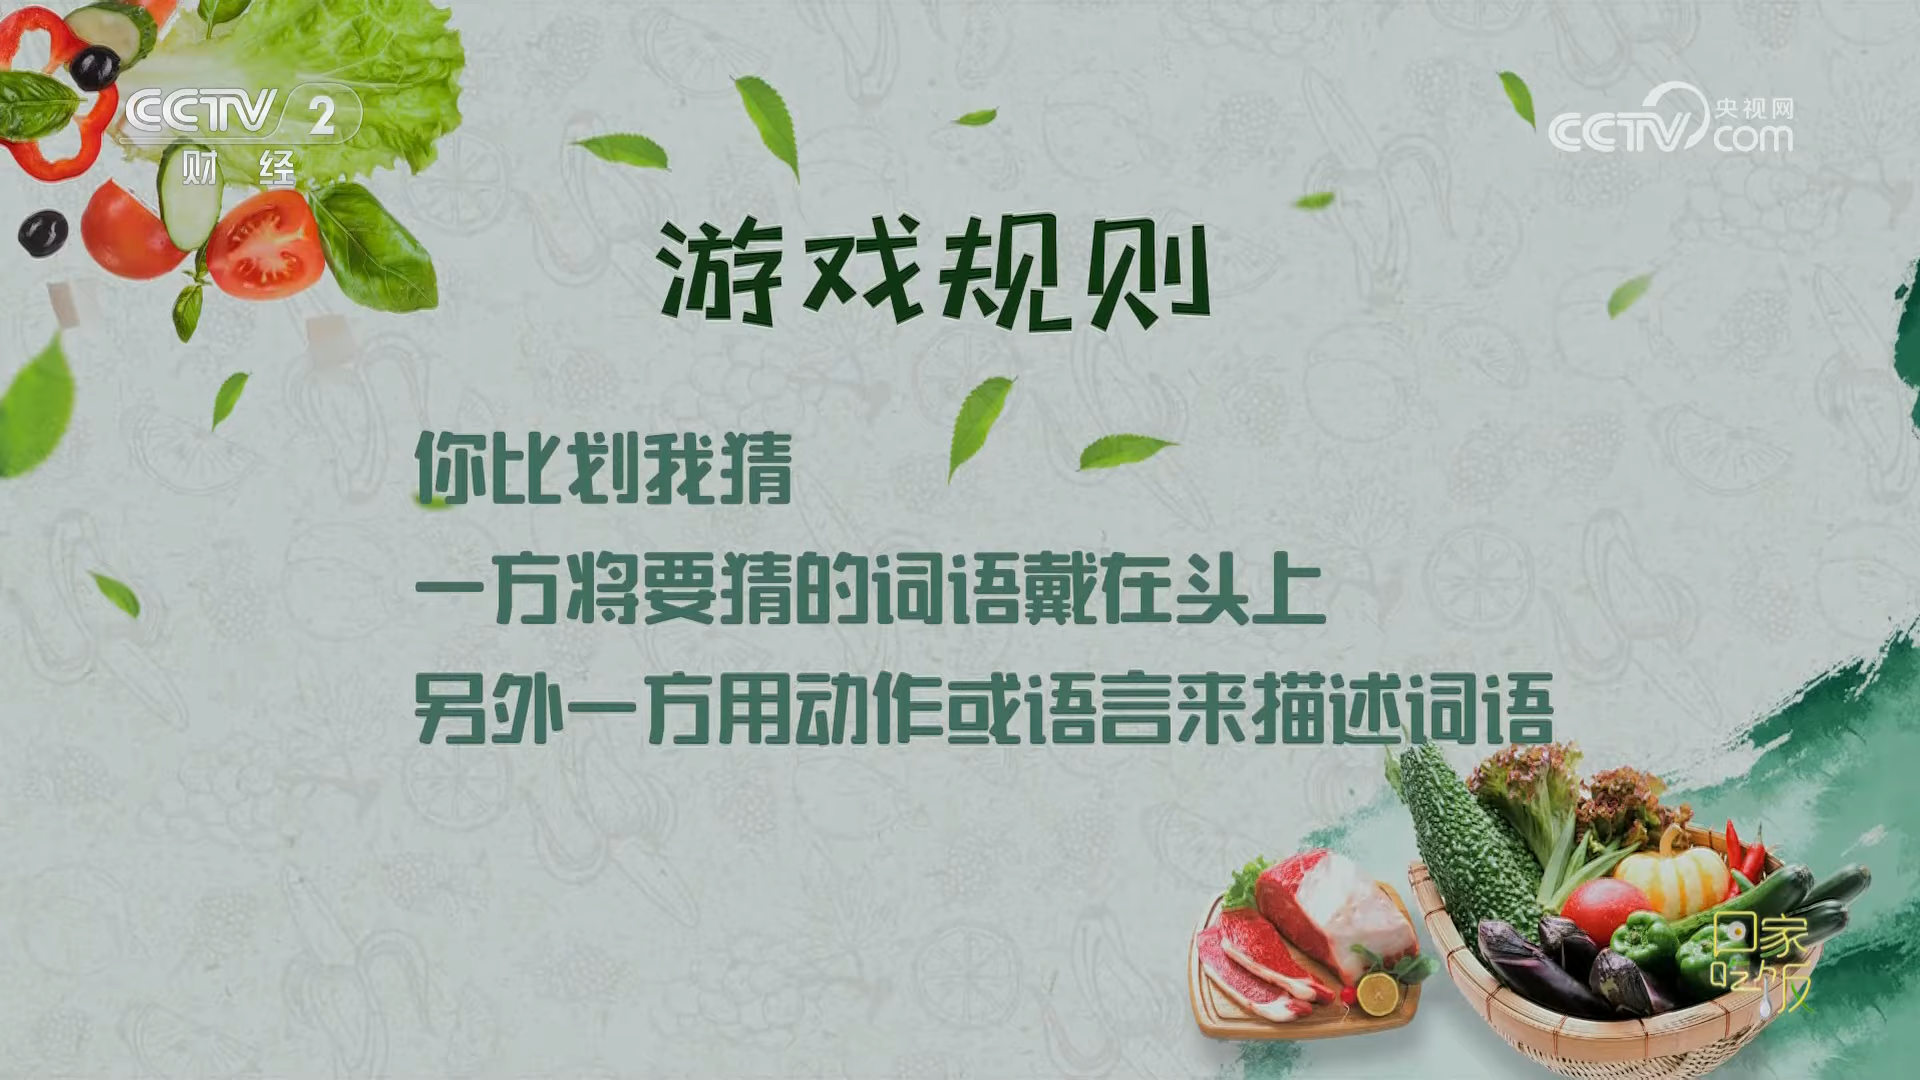 CCTV 2
财 经
央视网
CCTV.com
游戏规则
你比划我猜
一方将要猜的词语戴在头上
另外一方用动作或语言来描述词语
回家
吃饭